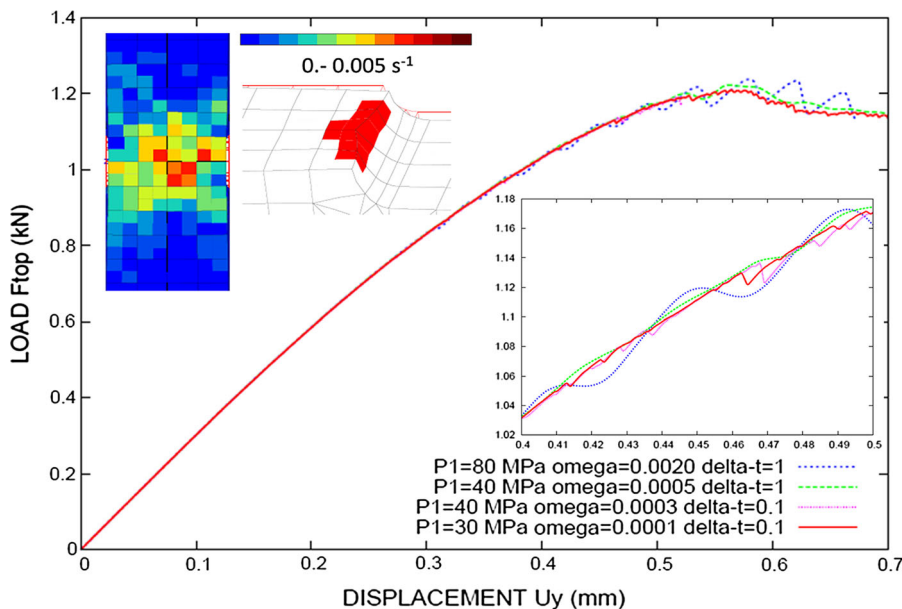 1.4
1.2
1
0.8
0.6
0.4
0.2
0
LOAD Ftop (kN)
0.- 0.005 s-1
1.18
1.16
1.14
1.12
1.1
1.08
1.06
1.04
1.02
0.4 0.41 0.42 0.43 0.44 0.45 0.46 0.47 0.48 0.49 0.5
P1=80 MPa omega=0.0020 delta-t=1
P1=40 MPa omega=0.0005 delta-t=1
P1=40 MPa omega=0.0003 delta-t=0.1
P1=30 MPa omega=0.0001 delta-t=0.1
0 0.1 0.2 0.3 0.4 0.5 0.6 0.7
DISPLACEMENT Uy (mm)